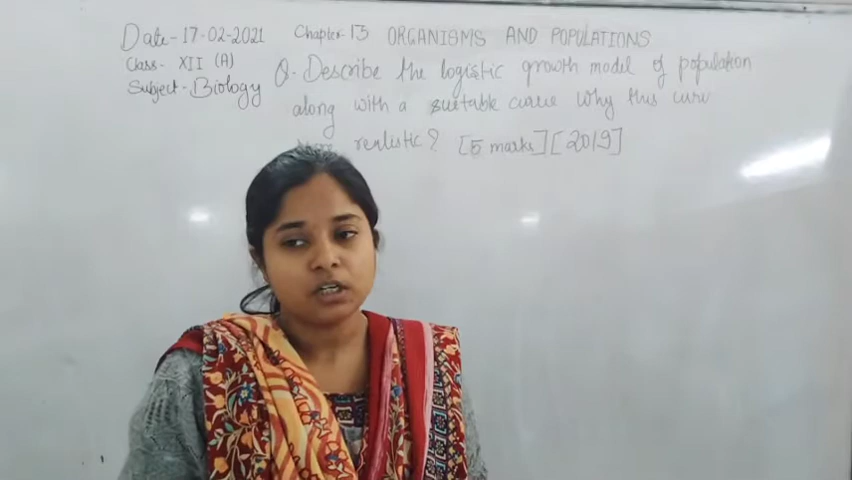 Date-17-02-2021 Chapter-13 ORGANISMS AND POPULATIONS
Class- XII (A)
Subject-Biology
Q-Describe the logistic growth model of population
along with a suitable curve why this curve
realistic? [5 marks][2019]